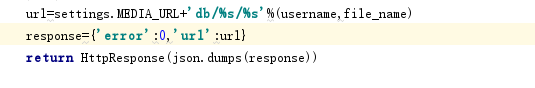 url=settings.MEDIA_URL+'db/%s/%s'%(username,file_name)
response={'error':0,'url':url}
return HttpResponse(json.dumps(response))